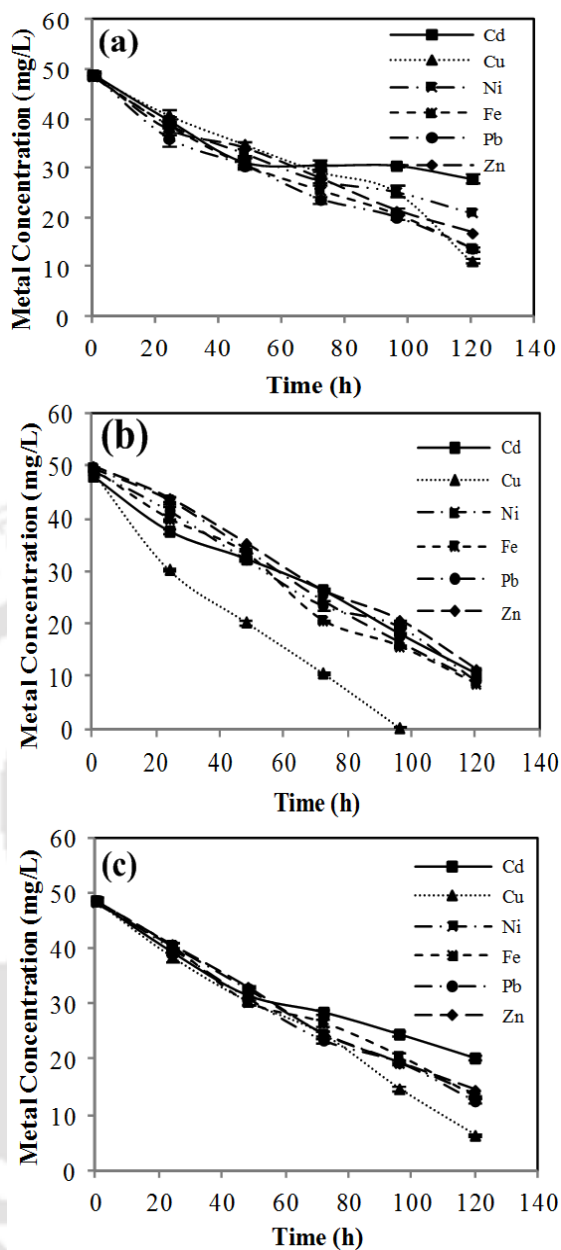 (a)
Metal Concentration (mg/L)
60
50
40
30
20
10
0
0 20 40 60 80 100 120 140
Time (h)
Cd
Cu
Ni
Fe
Pb
Zn
(b)
Metal Concentration (mg/L)
60
50
40
30
20
10
0
0 20 40 60 80 100 120 140
Time (h)
Cd
Cu
Ni
Fe
Pb
Zn
(c)
Metal Concentration (mg/L)
60
50
40
30
20
10
0
0 20 40 60 80 100 120 140
Time (h)
Cd
Cu
Ni
Fe
Pb
Zn